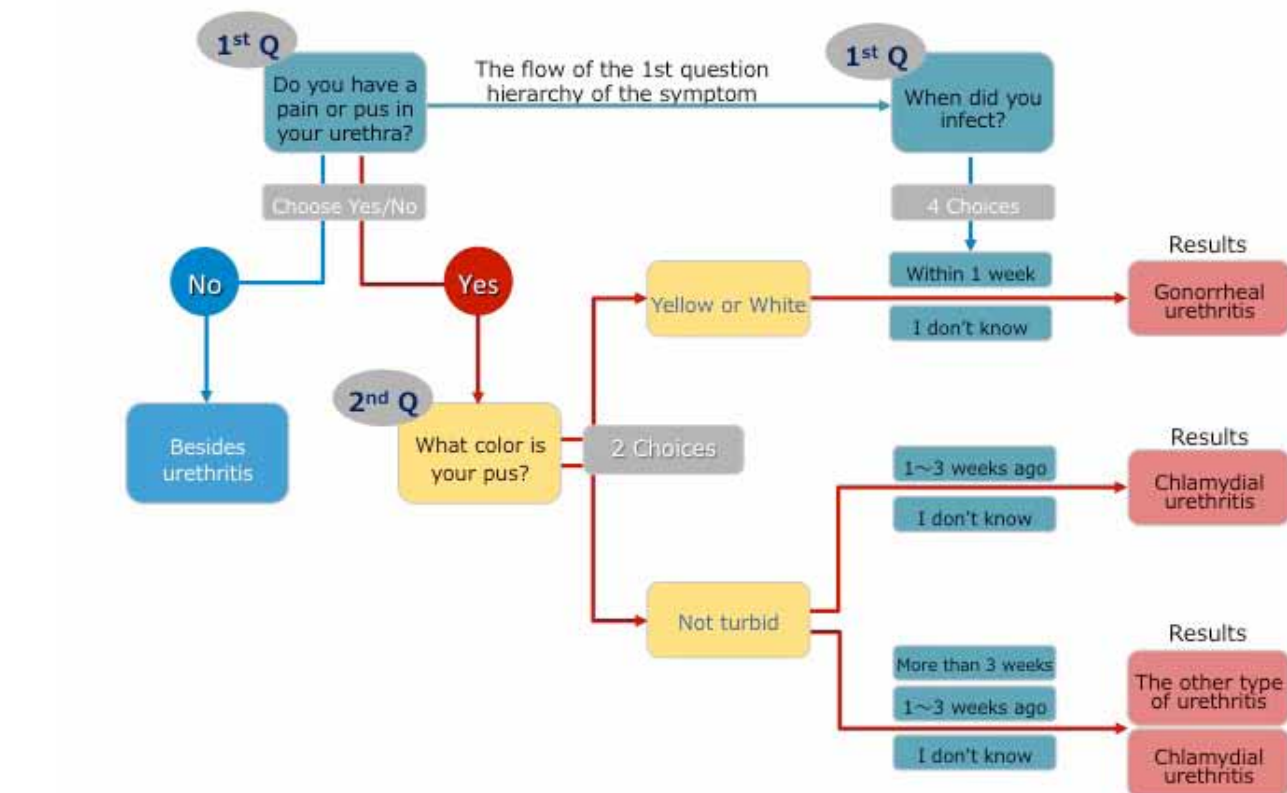 1st Q
Do you have a
pain or pus in
your urethra?
The flow of the 1st question
hierarchy of the symptom
1st Q
When did you
infect?
Choose Yes/No
4 Choices
No
Yes
Yellow or White
Within 1 week
I don't know
Results
Gonorrheal
urethritis
Besides
urethritis
2nd Q
What color is
your pus?
2 Choices
1~3 weeks ago
I don't know
Results
Chlamydial
urethritis
Not turbid
More than 3 weeks
1~3 weeks ago
I don't know
Results
The other type
of urethritis
Chlamydial
urethritis